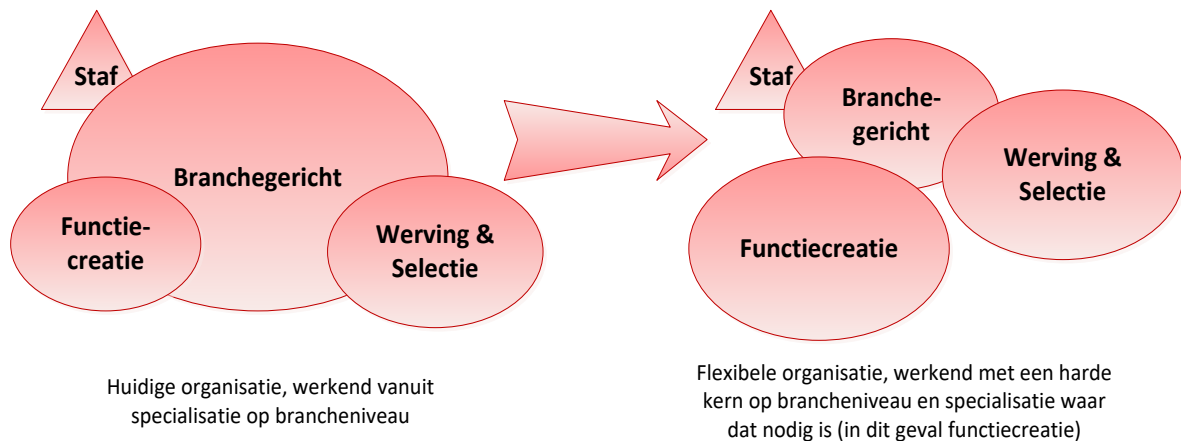 Staf
Branchegericht
Functie-
creatie
Werving &
Selectie
Huidige organisatie, werkend vanuit
specialisatie op brancheniveau
Staf
Branche-
gericht
Werving &
Selectie
Functiecreatie
Flexibele organisatie, werkend met een harde
kern op brancheniveau en specialisatie waar
dat nodig is (in dit geval functiecreatie)